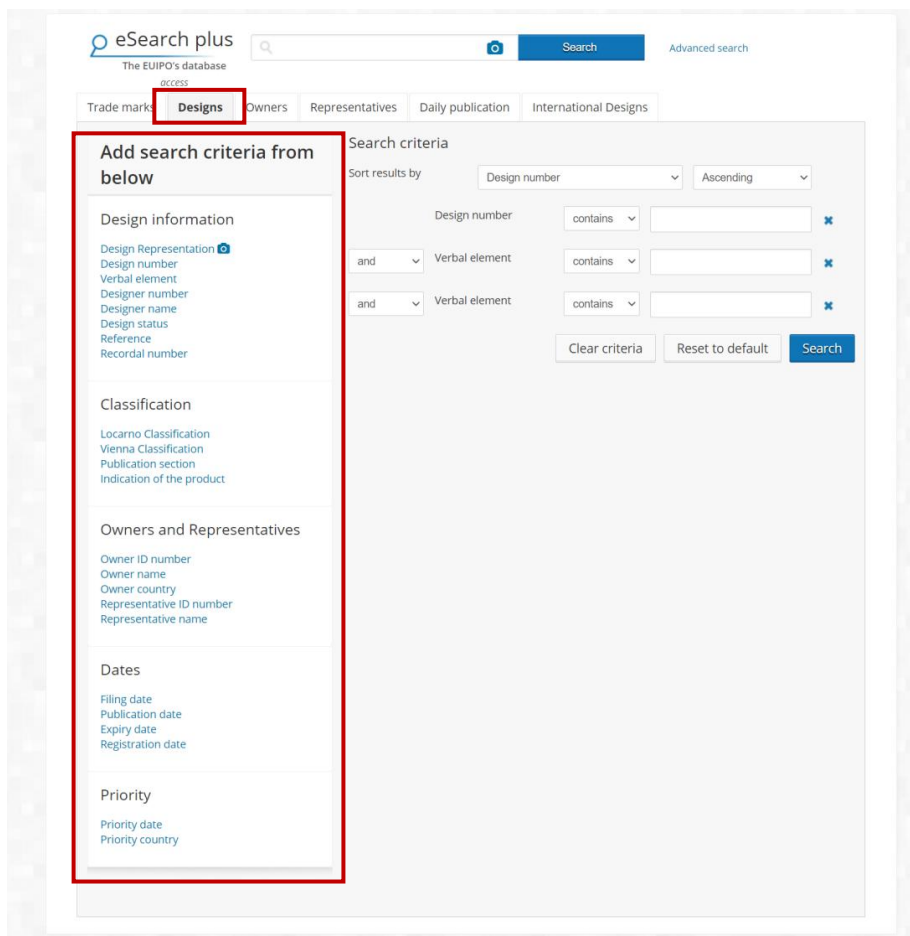 eSearch plus
The EUIPO's database
access
Search
Advanced search
Trade marks Designs Owners Representatives Daily publication International Designs
Add search criteria from
below
Design information
Design Representation
Design number
Verbal element
Designer number
Designer name
Design status
Reference
Recordal number
Classification
Locarno Classification
Vienna Classification
Publication section
Indication of the product
Owners and Representatives
Owner ID number
Owner name
Owner country
Representative ID number
Representative name
Dates
Filing date
Publication date
Expiry date
Registration date
Priority
Priority date
Priority country
Search criteria
Sort results by Design number Ascending
Design number contains
and Verbal element contains
and Verbal element contains
Clear criteria Reset to default Search